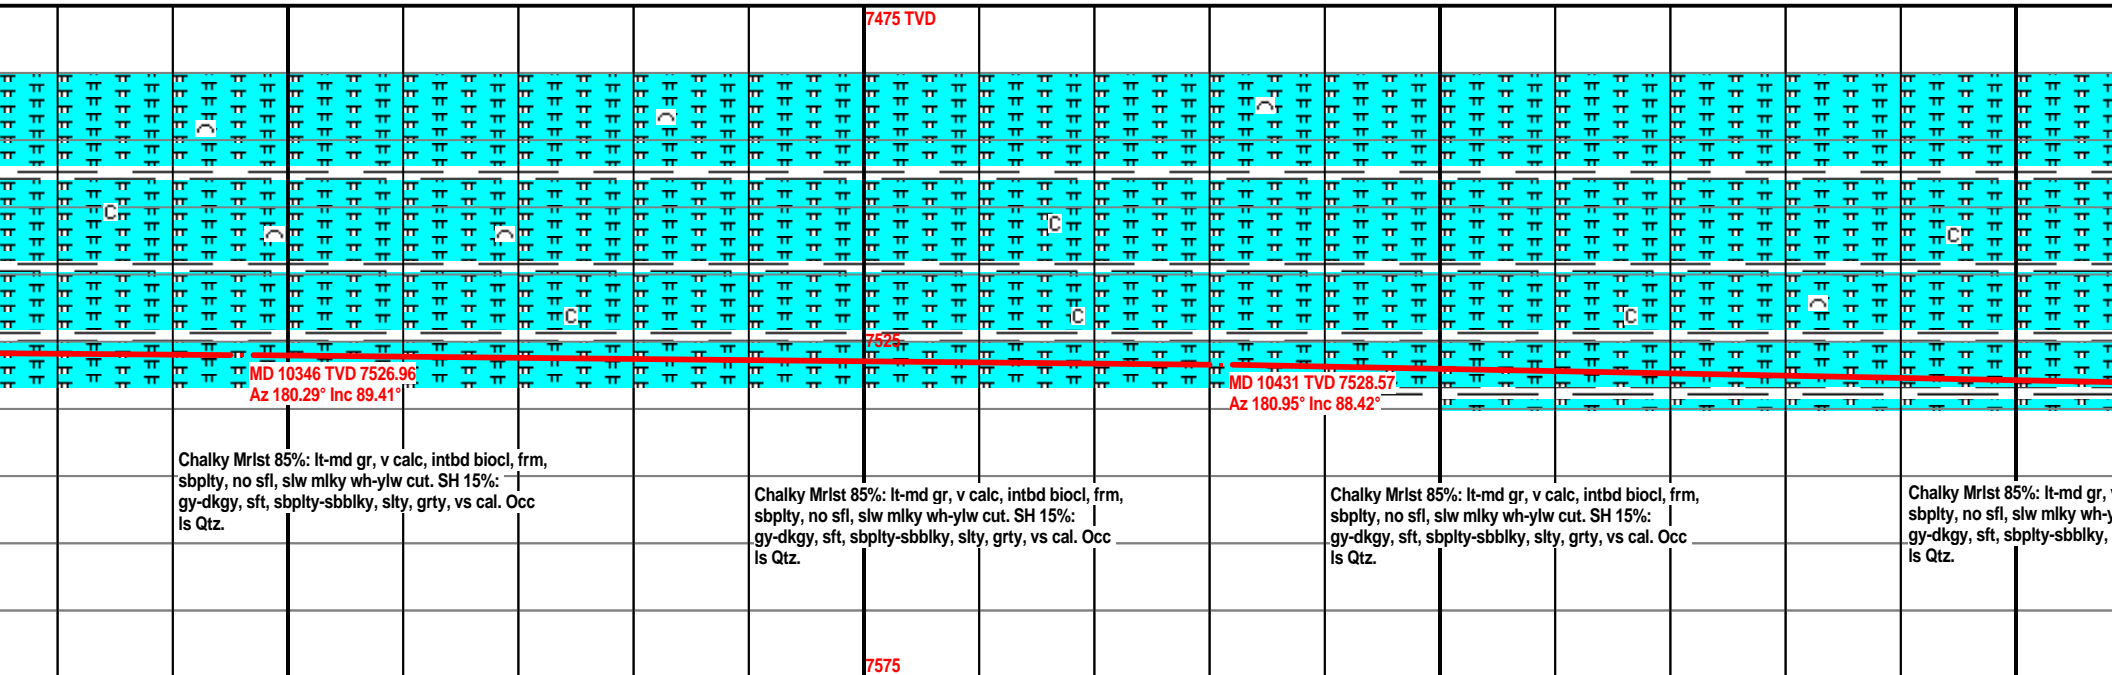 7475 TVD
C
C
C
C
C
C
7525
MD 10346 TVD 7526.96
Az 180.29° Inc 89.41°
MD 10431 TVD 7528.57
Az 180.95° Inc 88.42°
Chalky Mrlst 85%: lt-md gr, v calc, intbd biocl, frm,
sbplty, no sfl, slw mlky wh-ylw cut. SH 15%:
gy-dkgy, sft, sbplty-sbblky, slty, grty, vs cal. Occ
ls Qtz.
Chalky Mrlst 85%: lt-md gr, v calc, intbd biocl, frm,
sbplty, no sfl, slw mlky wh-ylw cut. SH 15%:
gy-dkgy, sft, sbplty-sbblky, slty, grty, vs cal. Occ
ls Qtz.
Chalky Mrlst 85%: lt-md gr, v calc, intbd biocl, frm,
sbplty, no sfl, slw mlky wh-ylw cut. SH 15%:
gy-dkgy, sft, sbplty-sbblky, slty, grty, vs cal. Occ
ls Qtz.
Chalky Mrlst 85%: lt-md gr,
sbplty, no sfl, slw mlky wh-y
gy-dkgy, sft, sbplty-sbblky,
ls Qtz.
7575